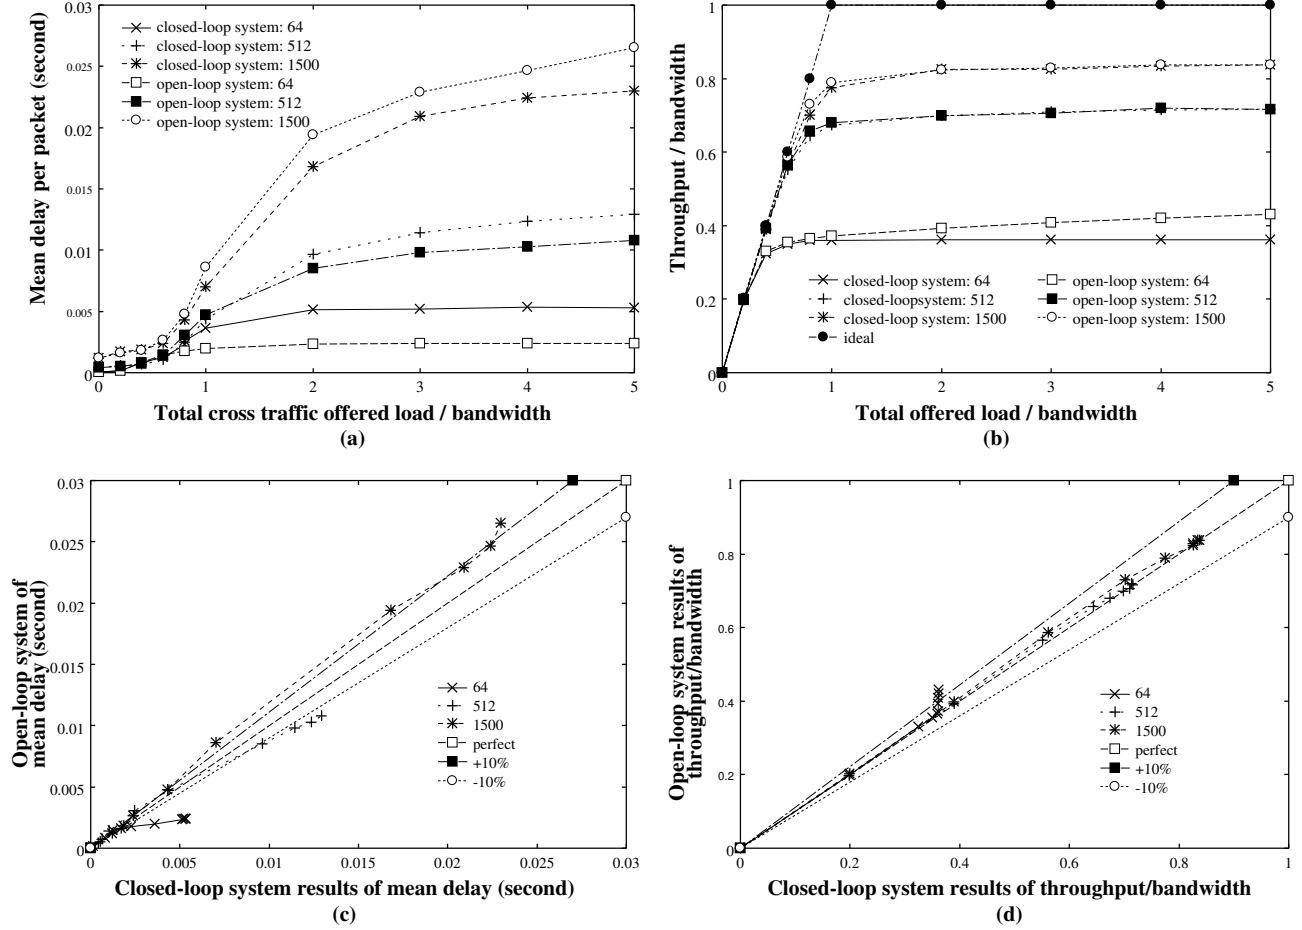 Mean delay per packet (second)
0.03
0.025
0.02
0.015
0.01
0.005
0
closed-loop system: 64
closed-loop system: 512
closed-loop system: 1500
open-loop system: 64
open-loop system: 512
open-loop system: 1500
0 1 2 3 4 5
Total cross traffic offered load / bandwidth
(a)
Throughput / bandwidth
1
0.8
0.6
0.4
0.2
0
closed-loop system: 64
closed-loopsystem: 512
closed-loop system: 1500
ideal
open-loop system: 64
open-loop system: 512
open-loop system: 1500
0 1 2 3 4 5
Total offered load / bandwidth
(b)
Open-loop system of
mean delay (second)
0.03
0.025
0.02
0.015
0.01
0.005
0
64
512
1500
perfect
+10%
-10%
0 0.005 0.01 0.015 0.02 0.025 0.03
Closed-loop system results of mean delay (second)
(c)
Open-loop system results of
throughput/bandwidth
1
0.8
0.6
0.4
0.2
0
64
512
1500
perfect
+10%
-10%
0 0.2 0.4 0.6 0.8 1
Closed-loop system results of throughput/bandwidth
(d)